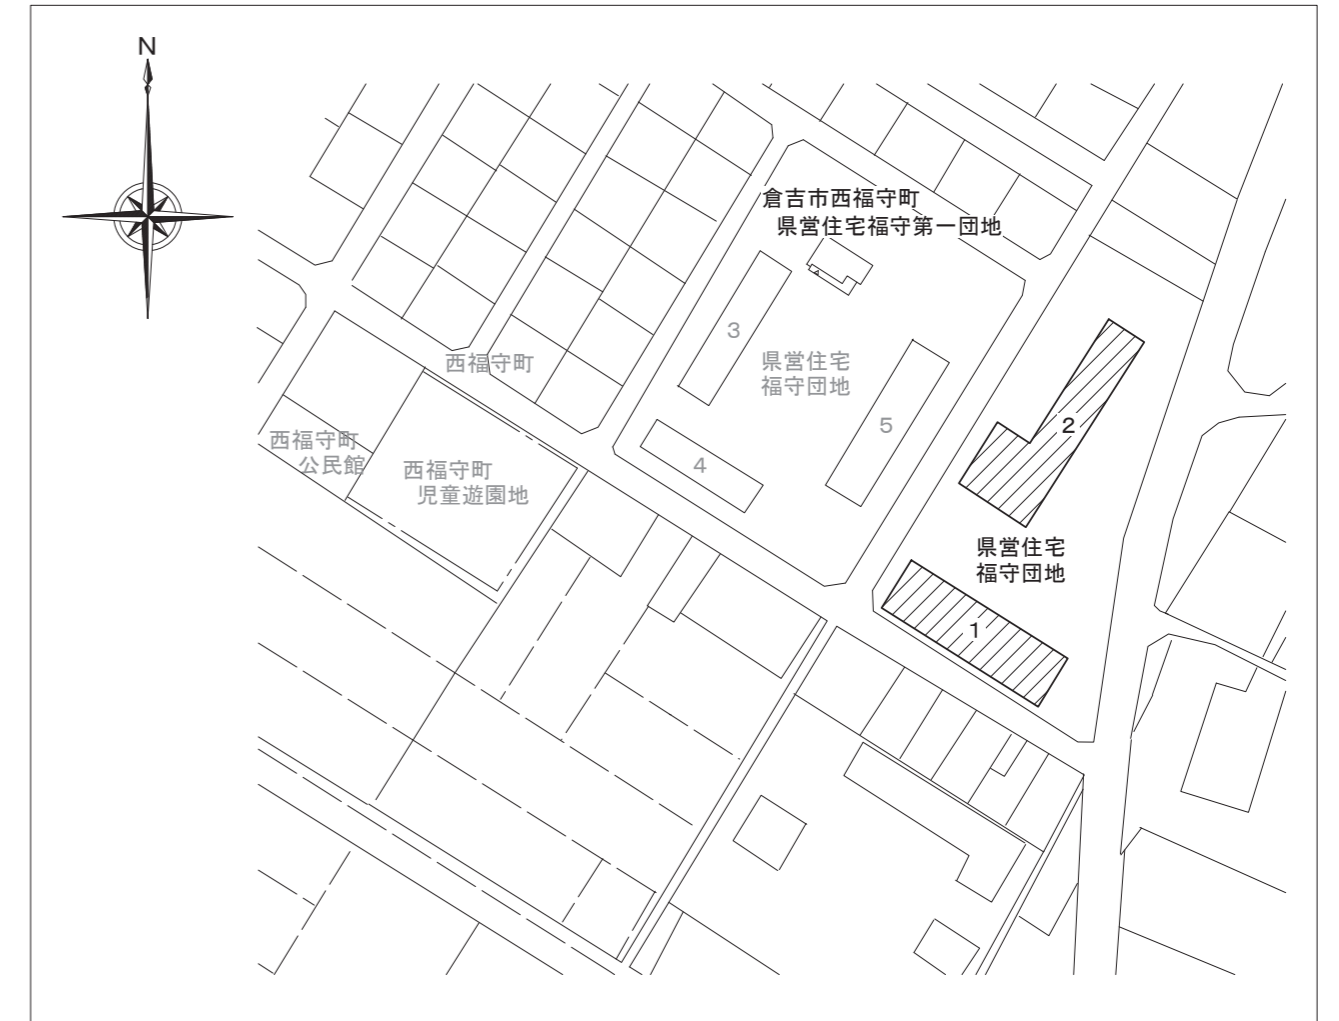 N
倉吉市西福守町
県営住宅福守第一団地
3
県営住宅
福守団地
西福守町
2
5
西福守町
公民館
4
西福守町
児童遊園地
県営住宅
福守団地
1